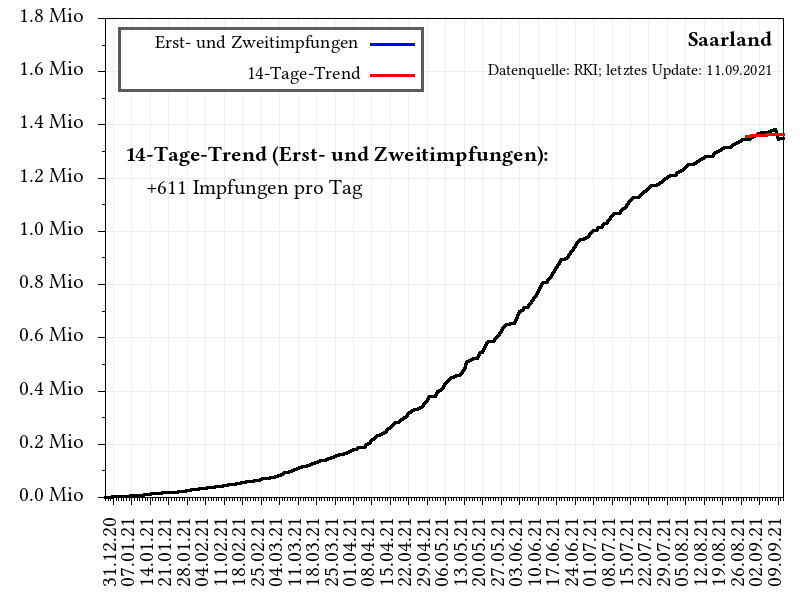 1.8 Mio
1.6 Mio
1.4 Mio
1.2 Mio
1.0 Mio
0.8 Mio
0.6 Mio
0.4 Mio
0.2 Mio
0.0 Mio
Erst- und Zweitimpfungen
14-Tage-Trend
Saarland
Datenquelle: RKI; letztes Update: 11.09.2021
14-Tage-Trend (Erst- und Zweitimpfungen):
+611 Impfungen pro Tag
31.12.20
07.01.21
14.01.21
21.01.21
28.01.21
04.02.21
11.02.21
18.02.21
25.02.21
04.03.21
11.03.21
18.03.21
25.03.21
01.04.21
08.04.21
15.04.21
22.04.21
29.04.21
06.05.21
13.05.21
20.05.21
27.05.21
03.06.21
10.06.21
17.06.21
24.06.21
01.07.21
08.07.21
15.07.21
22.07.21
29.07.21
05.08.21
12.08.21
19.08.21
26.08.21
02.09.21
09.09.21